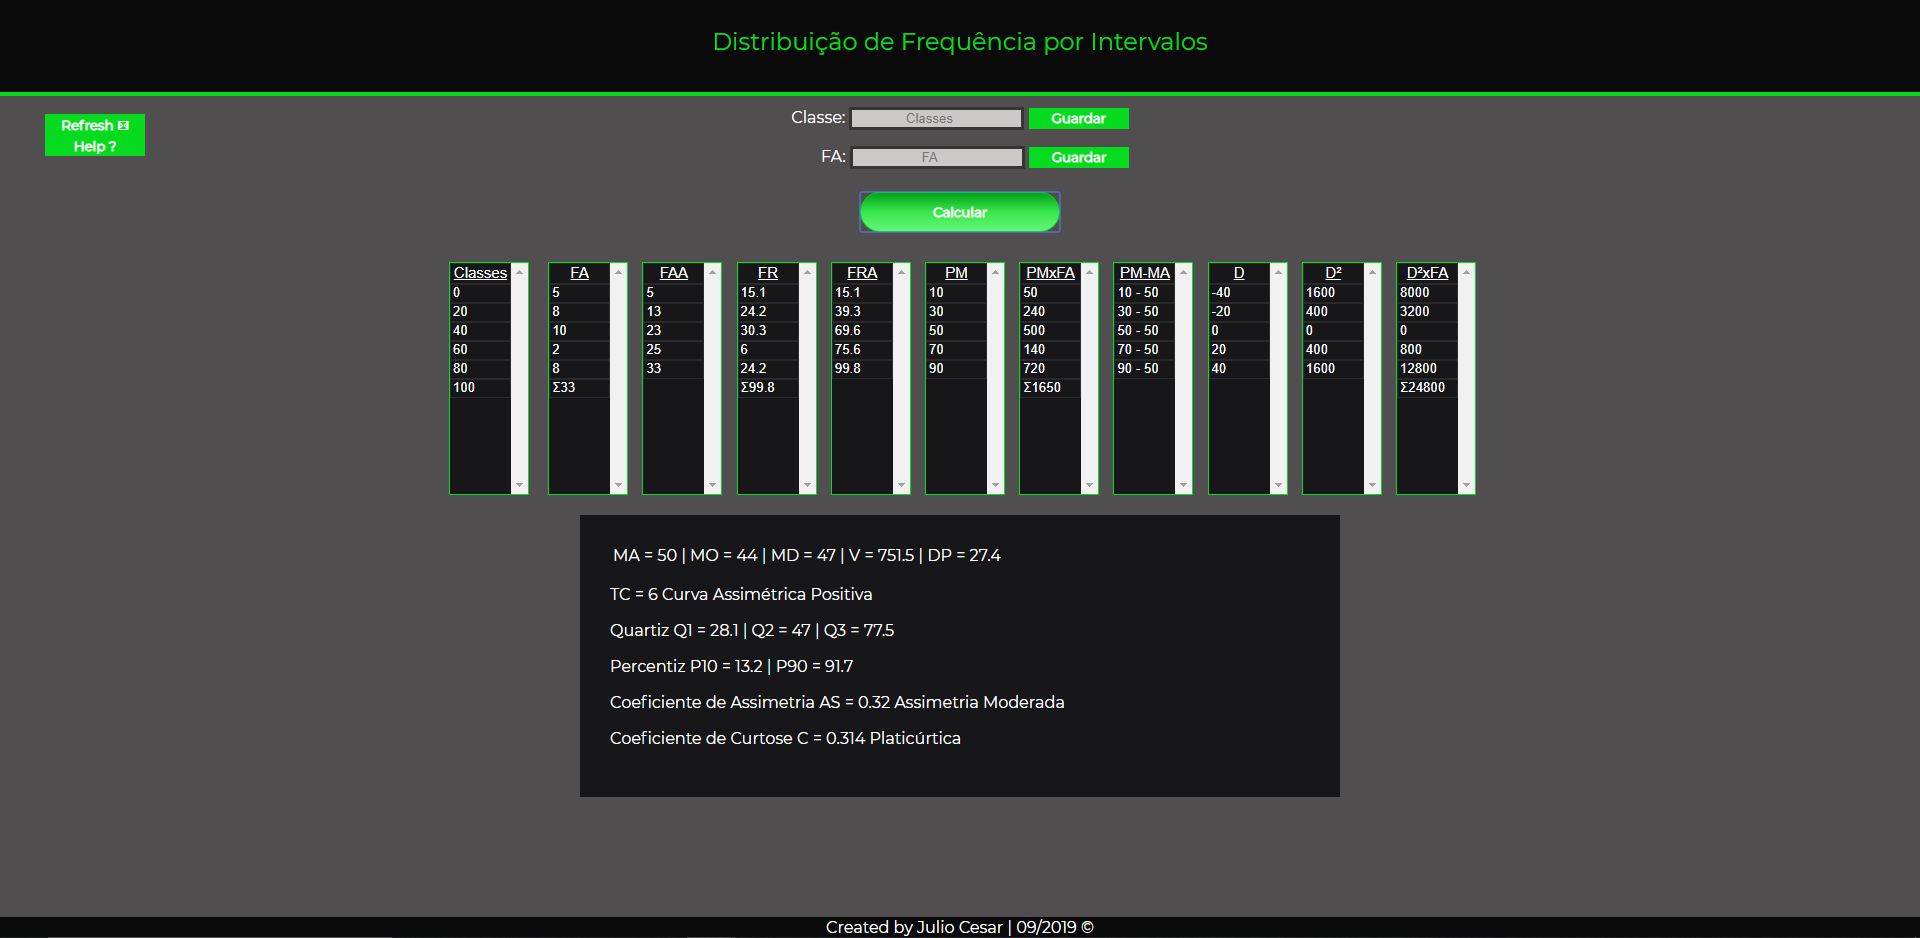 Distribuição de Frequência por Intervalos
Refresh
Help ?
Classe: Classes Guardar
FA: FA Guardar
Calcular
Classes FA FAA FR FRA PM PMxFA PM-MA D D² D²xFA
0 5 5 15.1 15.1 10 50 10 - 50 -40 1600 8000
20 8 13 24.2 39.3 30 240 30 - 50 -20 400 3200
40 10 23 30.3 69.6 50 500 50 - 50 0 0 0
60 2 25 6 75.6 70 140 70 - 50 20 400 800
80 8 33 24.2 99.8 90 720 90 - 50 40 1600 12800
100 Σ33 Σ99.8 Σ1650 Σ24800
MA = 50 | MO = 44 | MD = 47 | V = 751.5 | DP = 27.4
TC = 6 Curva Assimétrica Positiva
Quartiz Q1 = 28.1 | Q2 = 47 | Q3 = 77.5
Percentiz P10 = 13.2 | P90 = 91.7
Coeficiente de Assimetria AS = 0.32 Assimetria Moderada
Coeficiente de Curtose C = 0.314 Platicúrtica
Created by Julio Cesar | 09/2019 ©